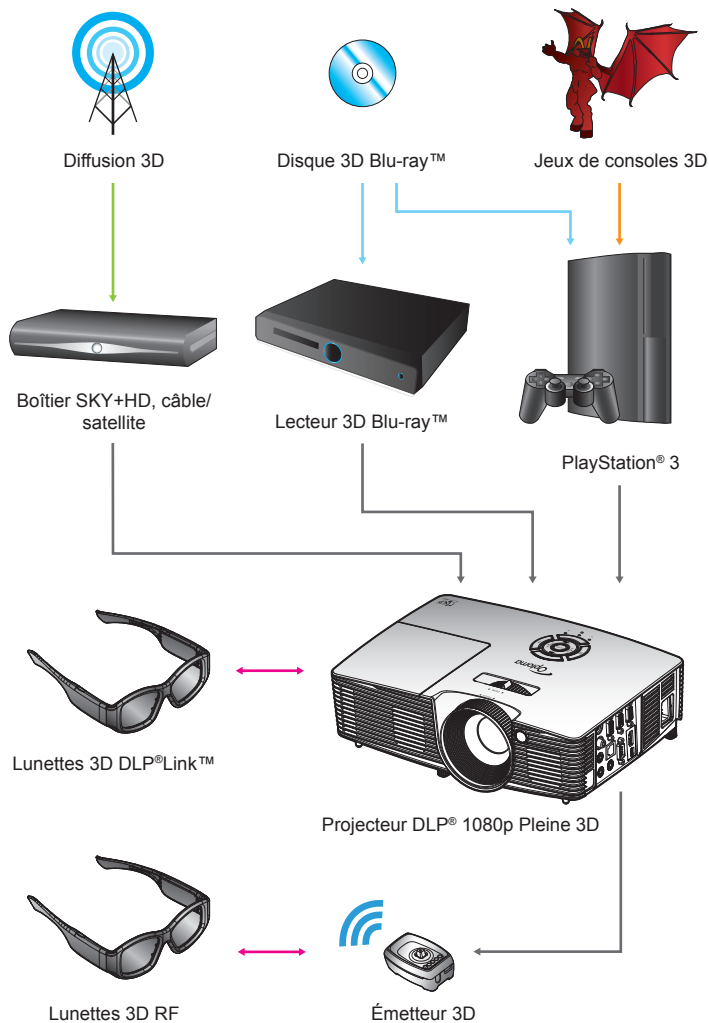 Diffusion 3D
Disque 3D Blu-ray™
Jeux de consoles 3D
Boîtier SKY+HD, câble/
satellite
Lecteur 3D Blu-ray™
PlayStation® 3
Optoma
Lunettes 3D DLP®Link™
Projecteur DLP® 1080p Pleine 3D
Lunettes 3D RF
Émetteur 3D